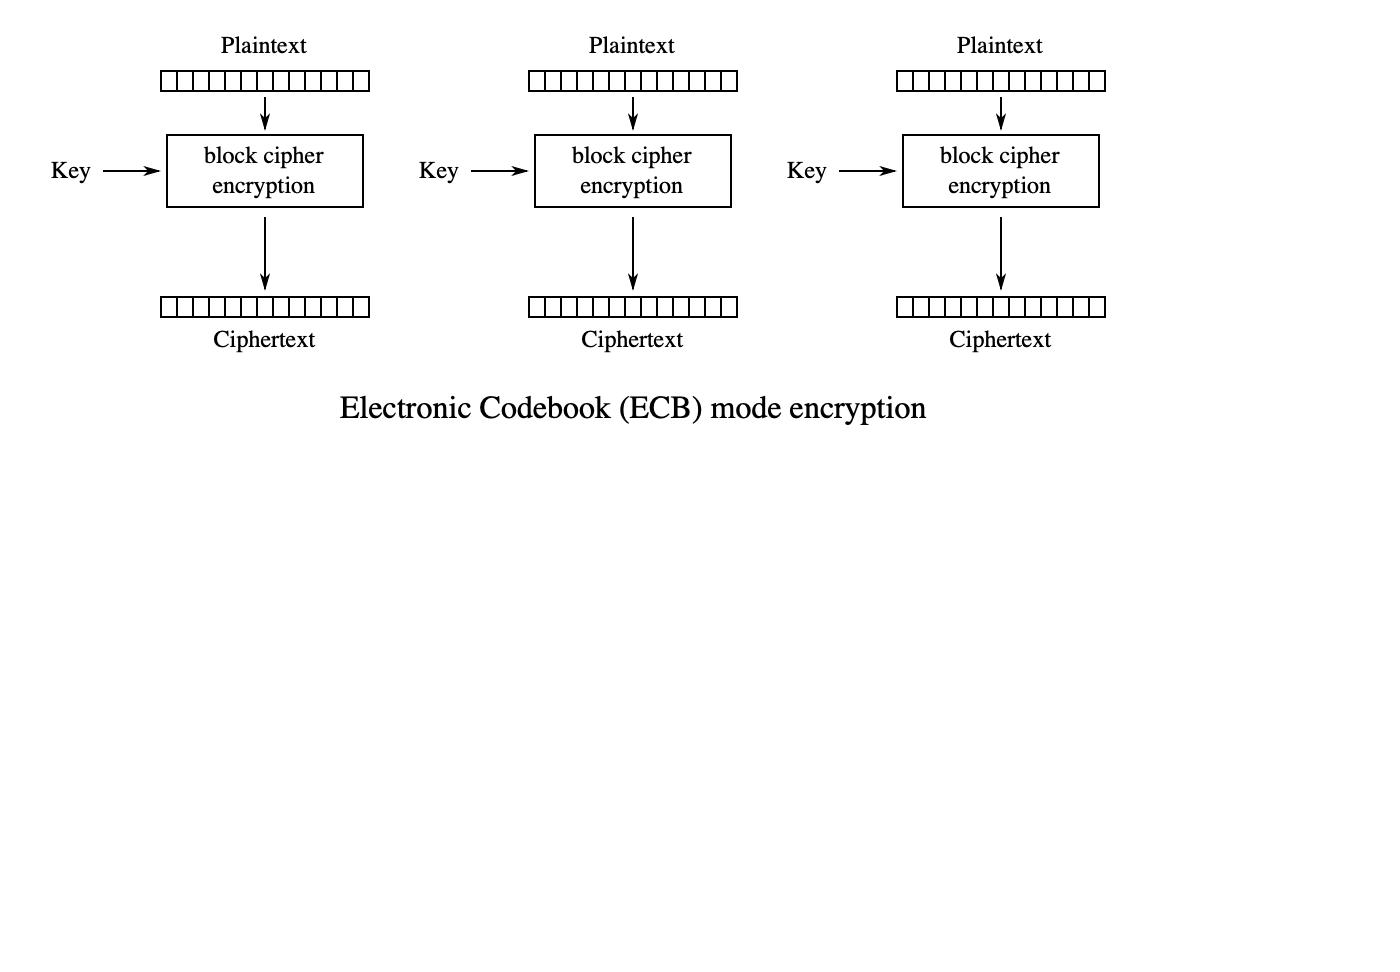 Plaintext
Plaintext
Plaintext
Key
block cipher
encryption
Key
block cipher
encryption
Key
block cipher
encryption
Ciphertext
Ciphertext
Ciphertext
Electronic Codebook (ECB) mode encryption